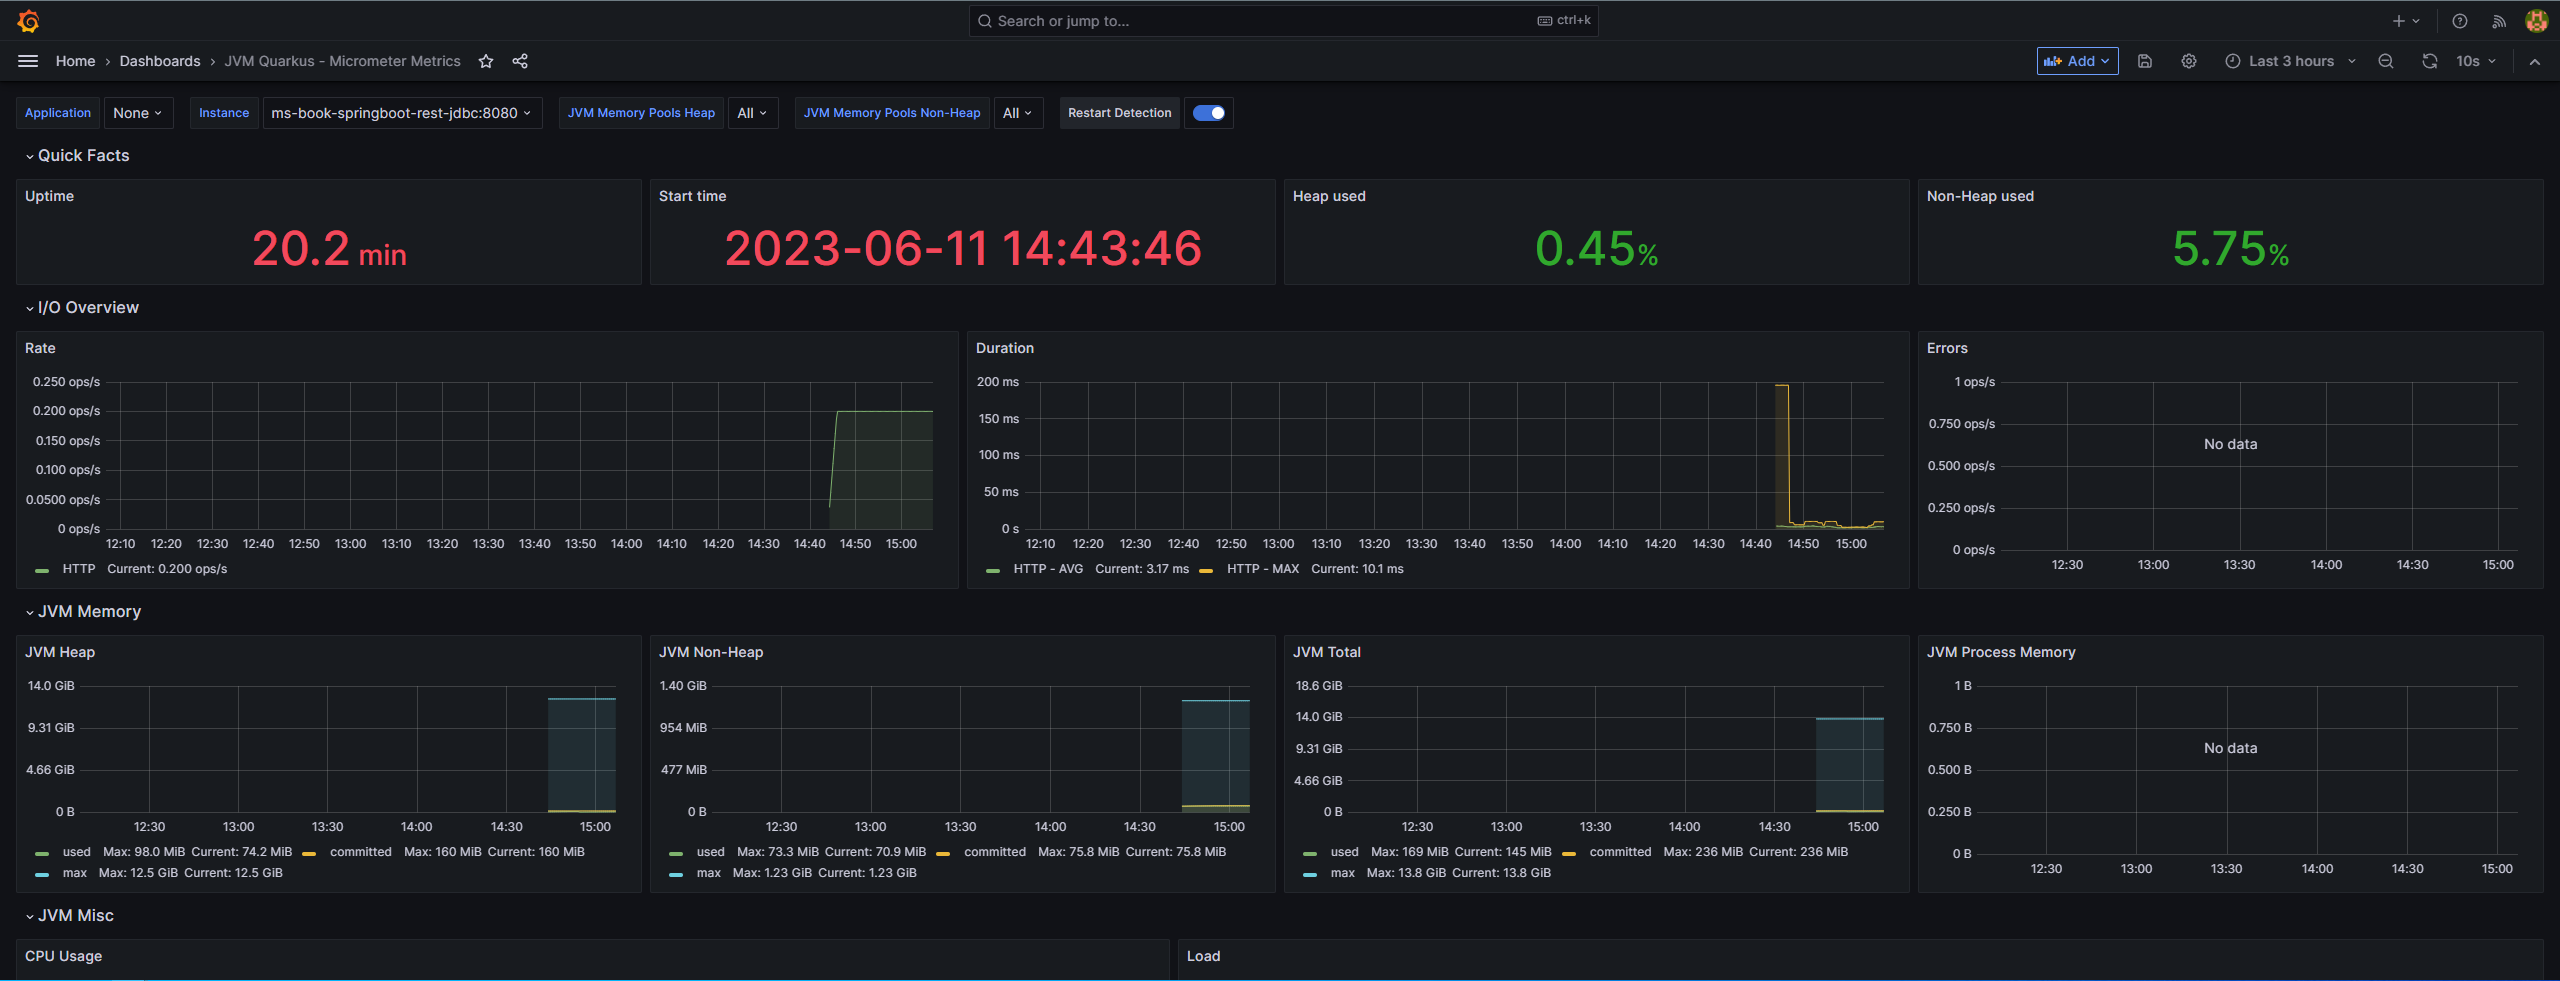 Search or jump to... ctrl+k
Home › Dashboards › JVM Quarkus - Micrometer Metrics Add Last 3 hours 10s
Application None Instance ms-book-springboot-rest-jdbc:8080 JVM Memory Pools Heap All JVM Memory Pools Non-Heap All Restart Detection
Quick Facts
Uptime Start time Heap used Non-Heap used
20.2 min 2023-06-11 14:43:46 0.45% 5.75%
I/O Overview
Rate
0.250 ops/s
0.200 ops/s
0.150 ops/s
0.100 ops/s
0.0500 ops/s
0 ops/s
12:10 12:20 12:30 12:40 12:50 13:00 13:10 13:20 13:30 13:40 13:50 14:00 14:10 14:20 14:30 14:40 14:50 15:00
HTTP Current: 0.200 ops/s
Duration
200 ms
150 ms
100 ms
50 ms
0 s
12:10 12:20 12:30 12:40 12:50 13:00 13:10 13:20 13:30 13:40 13:50 14:00 14:10 14:20 14:30 14:40 14:50 15:00
HTTP - AVG Current: 3.17 ms HTTP - MAX Current: 10.1 ms
Errors
1 ops/s
0.750 ops/s
No data
0.500 ops/s
0.250 ops/s
0 ops/s
12:30 13:00 13:30 14:00 14:30 15:00
JVM Memory
JVM Heap
14.0 GiB
9.31 GiB
4.66 GiB
0 B
12:30 13:00 13:30 14:00 14:30 15:00
used Max: 98.0 MiB Current: 74.2 MiB committed Max: 160 MiB Current: 160 MiB
max Max: 12.5 GiB Current: 12.5 GiB
JVM Non-Heap
1.40 GiB
954 MiB
477 MiB
0 B
12:30 13:00 13:30 14:00 14:30 15:00
used Max: 73.3 MiB Current: 70.9 MiB committed Max: 75.8 MiB Current: 75.8 MiB
max Max: 1.23 GiB Current: 1.23 GiB
JVM Total
18.6 GiB
14.0 GiB
9.31 GiB
4.66 GiB
0 B
12:30 13:00 13:30 14:00 14:30 15:00
used Max: 169 MiB Current: 145 MiB committed Max: 236 MiB Current: 236 MiB
max Max: 13.8 GiB Current: 13.8 GiB
JVM Process Memory
1 B
0.750 B
No data
0.500 B
0.250 B
0 B
12:30 13:00 13:30 14:00 14:30 15:00
JVM Misc
CPU Usage Load